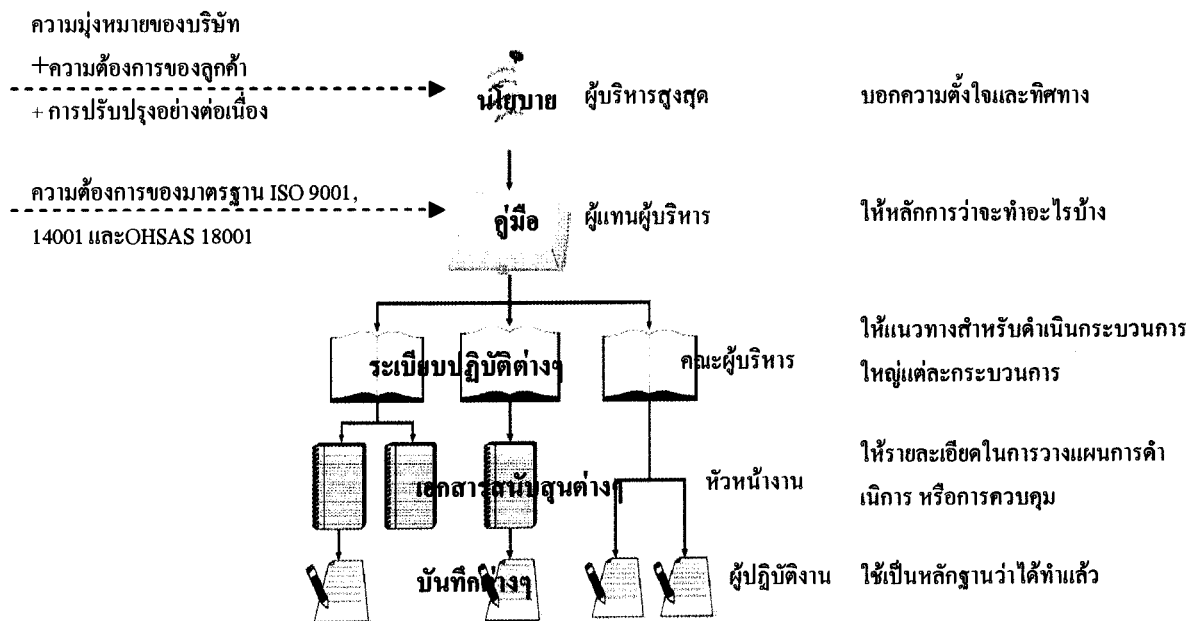 ความมุ่งหมายของบริษัท
+ความต้องการของลูกค้า
+ การปรับปรุงอย่างต่อเนื่อง
นโยบาย ผู้บริหารสูงสุด บอกความตั้งใจและทิศทาง
ความต้องการของมาตรฐาน ISO 9001,
14001 และOHSAS 18001
คู่มือ ผู้แทนผู้บริหาร ให้หลักการว่าจะทำอะไรบ้าง
ระเบียบปฏิบัติต่างๆ คณะผู้บริหาร
ให้แนวทางสำหรับดำเนินกระบวนการ
ใหญ่แต่ละกระบวนการ
เอกสารสนับสุนต่างๆ หัวหน้างาน
ให้รายละเอียดในการวางแผนการดำ
เนิการ หรือการควบคุม
บันทึกต่างๆ ผู้ปฏิบัติงาน ใช้เป็นหลักฐานว่าได้ทำแล้ว